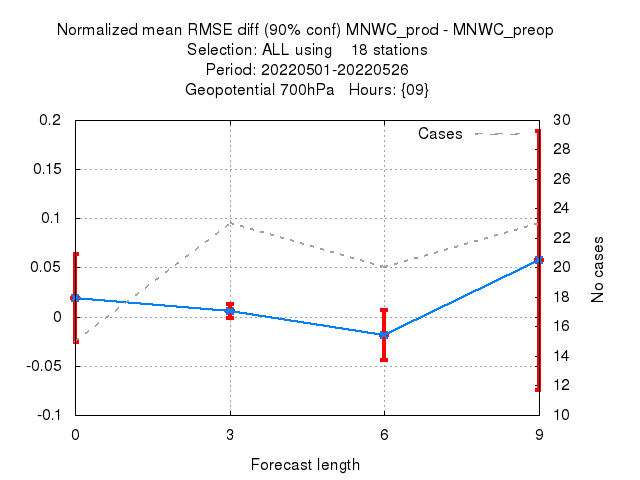 Normalized mean RMSE diff (90% conf) MNWC_prod - MNWC_preop
Selection: ALL using 18 stations
Period: 20220501-20220526
Geopotential 700hPa Hours: {09}
Cases
0.2
0.15
0.1
0.05
0
-0.05
-0.1
30
28
26
24
22
20
18
16
14
12
10
No cases
0 3 6 9
Forecast length